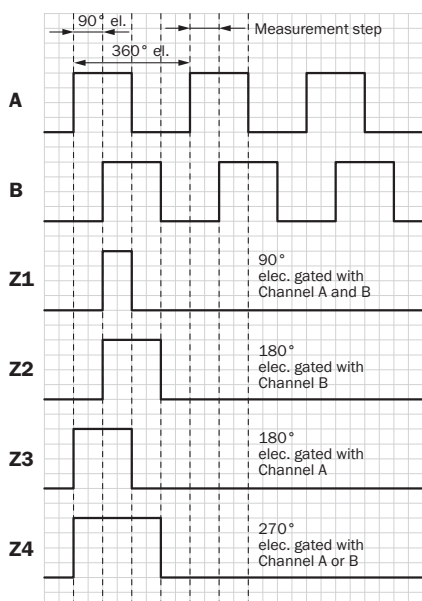 90° el.
Measurement step
360° el.
A
B
Z1
90°
elec. gated with
Channel A and B
Z2
180°
elec. gated with
Channel B
Z3
180°
elec. gated with
Channel A
Z4
270°
elec. gated with
Channel A or B